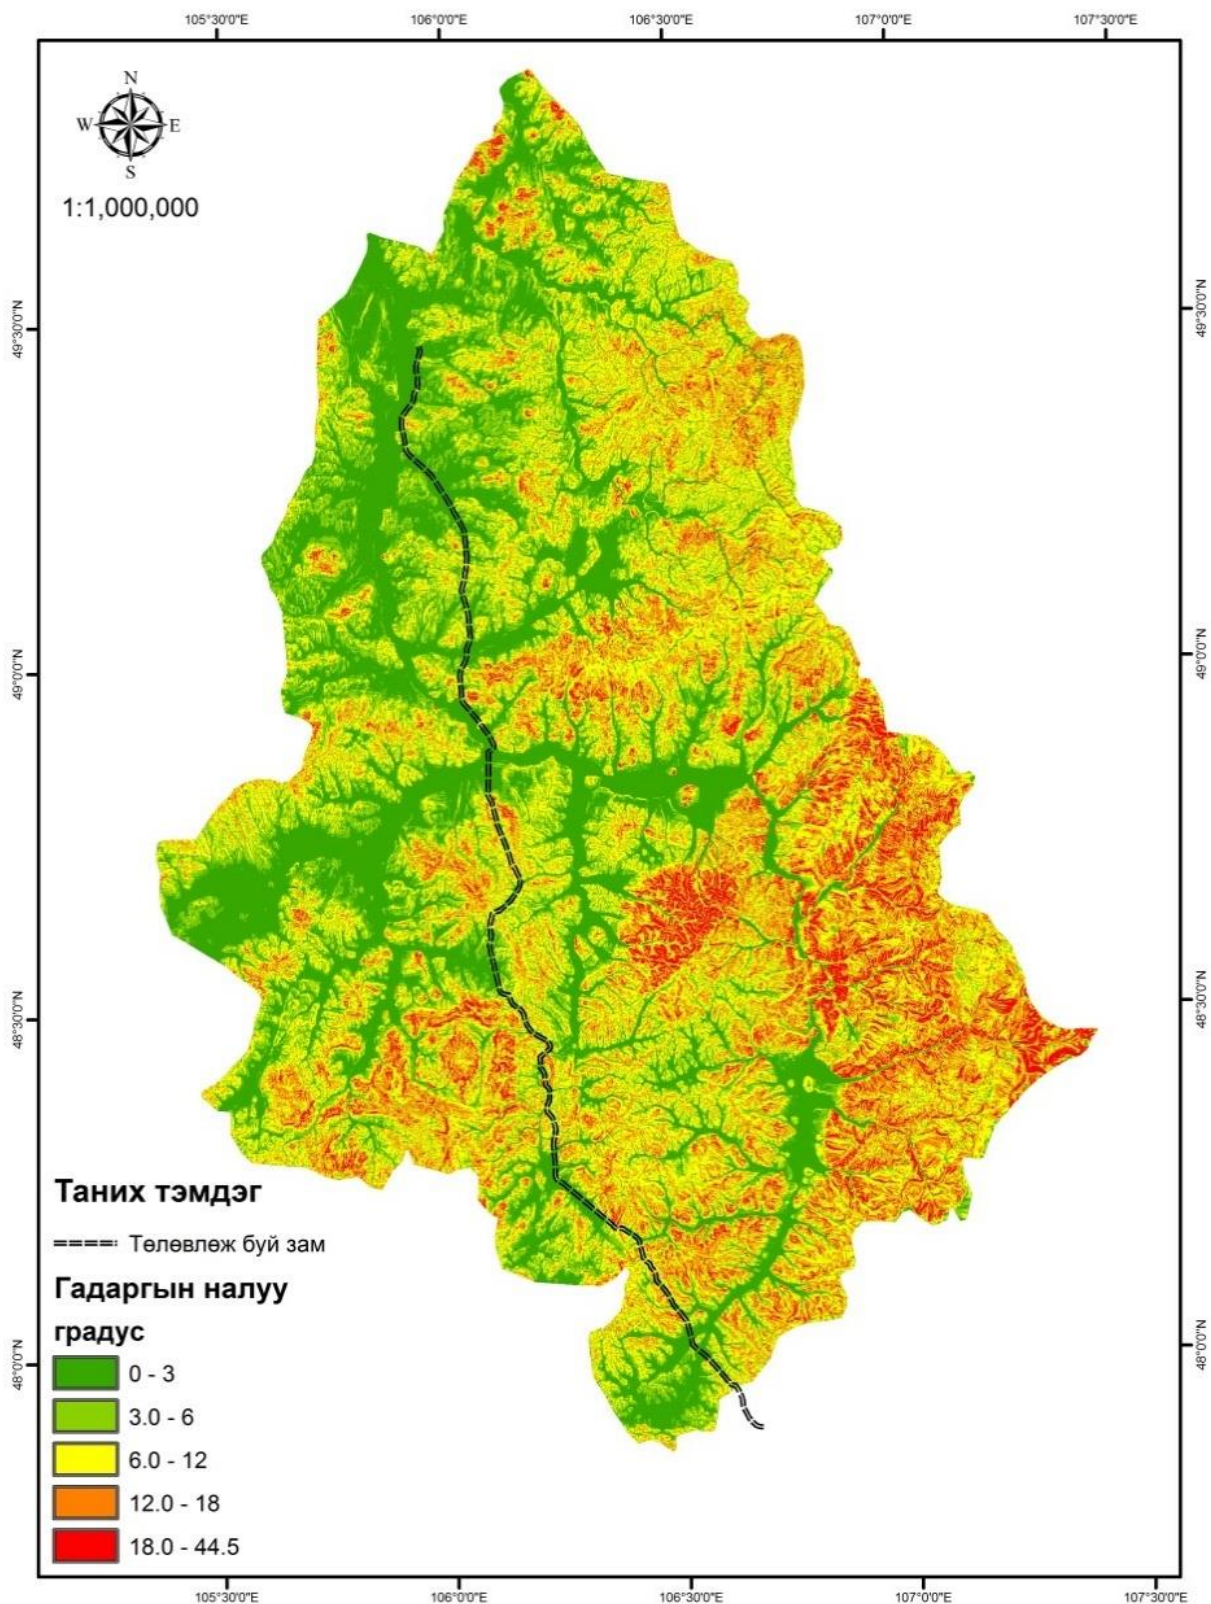 105°30'0"E 106°0'0"E 106°30'0"E 107°0'0"E 107°30'0"E
N
W E
S
1:1,000,000
49°30'0"N 49°30'0"N
49°0'0"N 49°0'0"N
48°30'0"N 48°30'0"N
Таних тэмдэг
Төлөвлөж буй зам
Гадаргын налуу
градус
48°0'0"N 48°0'0"N
0 - 3
3.0 - 6
6.0 - 12
12.0 - 18
18.0 - 44.5
105°30'0"E 106°0'0"E 106°30'0"E 107°0'0"E 107°30'0"E